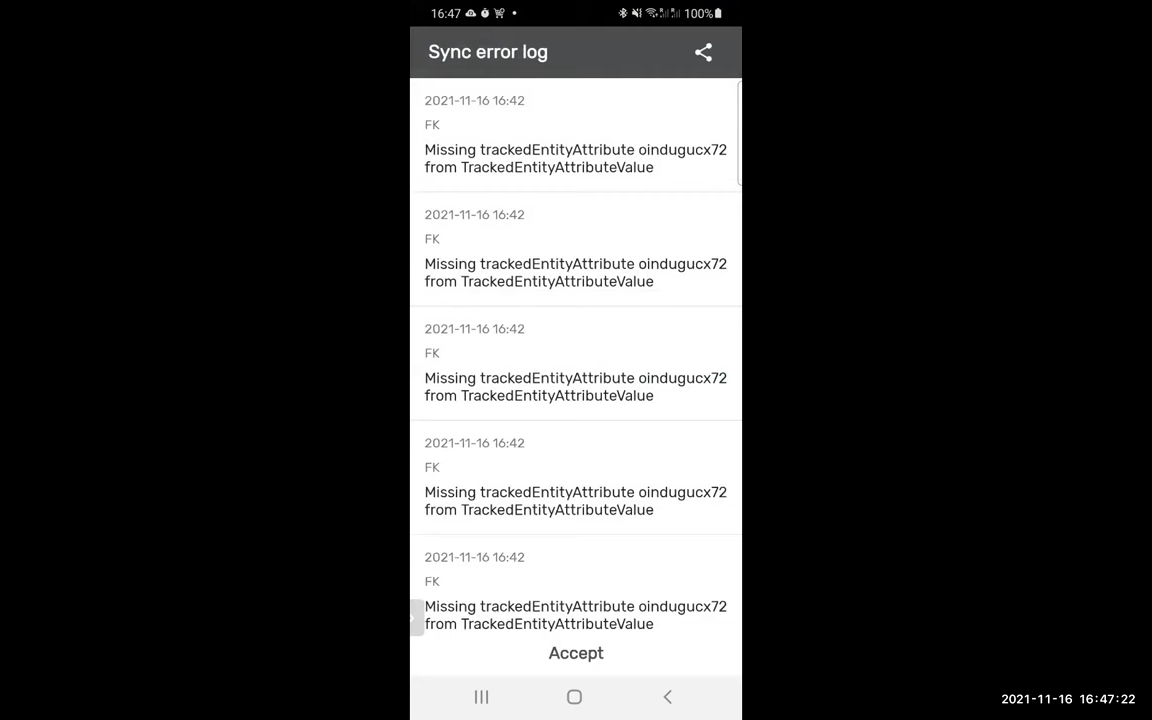 16:47
100%
Sync error log
2021-11-16 16:42
FK
Missing trackedEntityAttribute oindugucx72
from TrackedEntityAttributeValue
2021-11-16 16:42
FK
Missing trackedEntityAttribute oindugucx72
from TrackedEntityAttributeValue
2021-11-16 16:42
FK
Missing trackedEntityAttribute oindugucx72
from TrackedEntityAttributeValue
2021-11-16 16:42
FK
Missing trackedEntityAttribute oindugucx72
from TrackedEntityAttributeValue
2021-11-16 16:42
FK
Missing trackedEntityAttribute oindugucx72
from TrackedEntityAttributeValue
Accept
2021-11-16 16:47:22